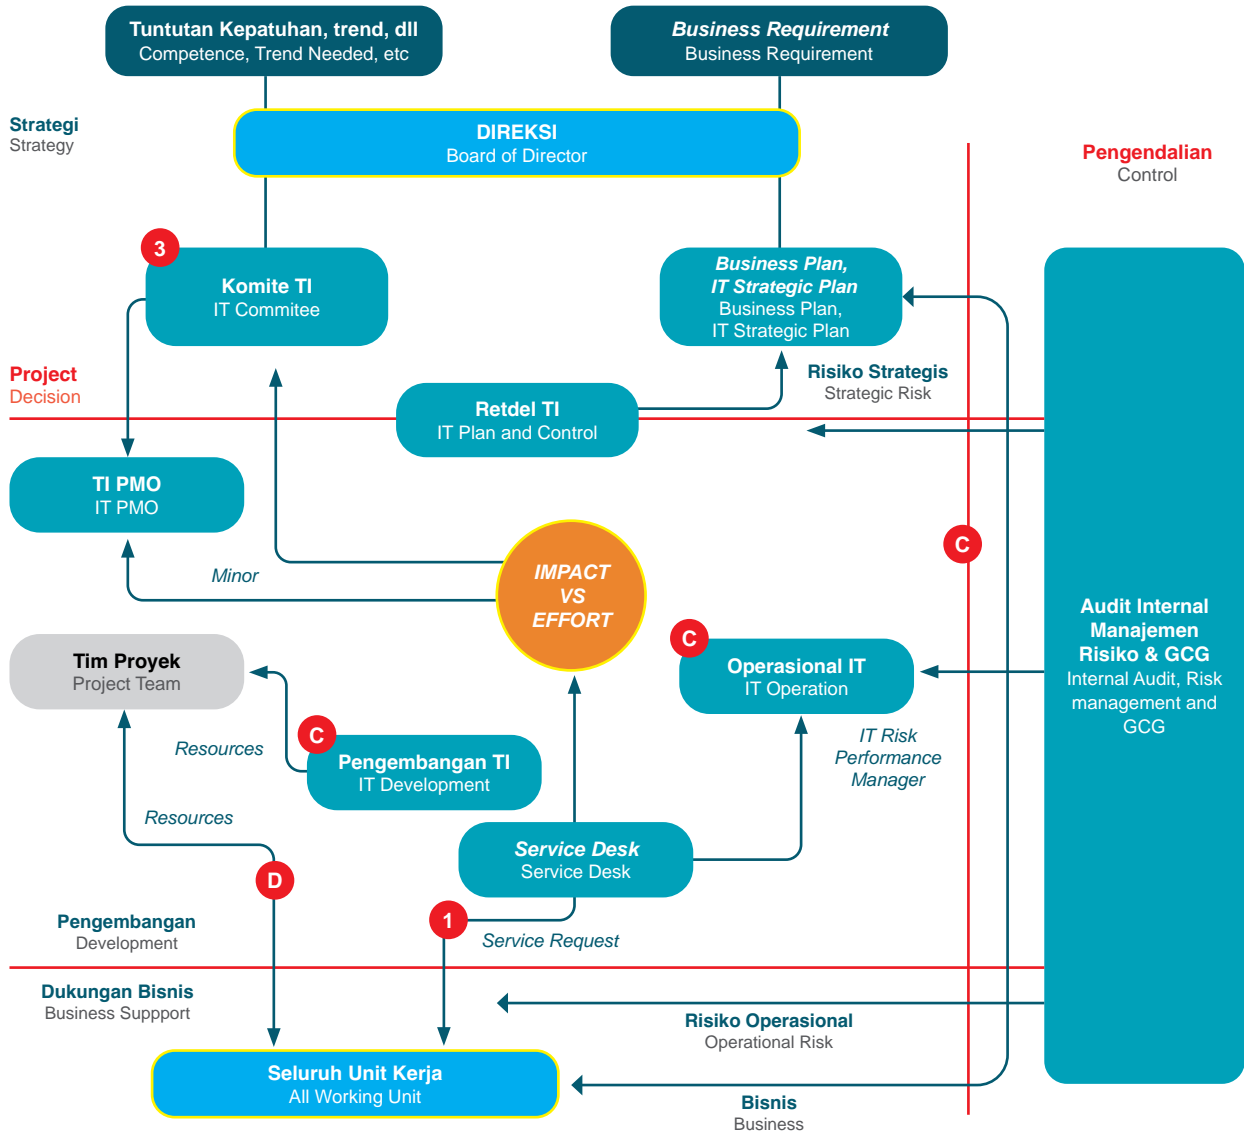 Tuntutan Kepatuhan, trend, dll
Competence, Trend Needed, etc
Business Requirement
Business Requirement
Strategi
Strategy
DIREKSI
Board of Director
Pengendalian
Control
3
Komite TI
IT Commitee
Business Plan,
IT Strategic Plan
Business Plan,
IT Strategic Plan
Project
Decision
Risiko Strategis
Strategic Risk
Retdel TI
IT Plan and Control
TI PMO
IT PMO
C
Minor
IMPACT
VS
EFFORT
Audit Internal
Manajemen
Risiko & GCG
Internal Audit, Risk
management and
GCG
Tim Proyek
Project Team
C
Operasional IT
IT Operation
Resources
C
Pengembangan TI
IT Development
IT Risk
Performance
Manager
Resources
Service Desk
Service Desk
D
1
Service Request
Pengembangan
Development
Dukungan Bisnis
Business Suppport
Risiko Operasional
Operational Risk
Seluruh Unit Kerja
All Working Unit
Bisnis
Business